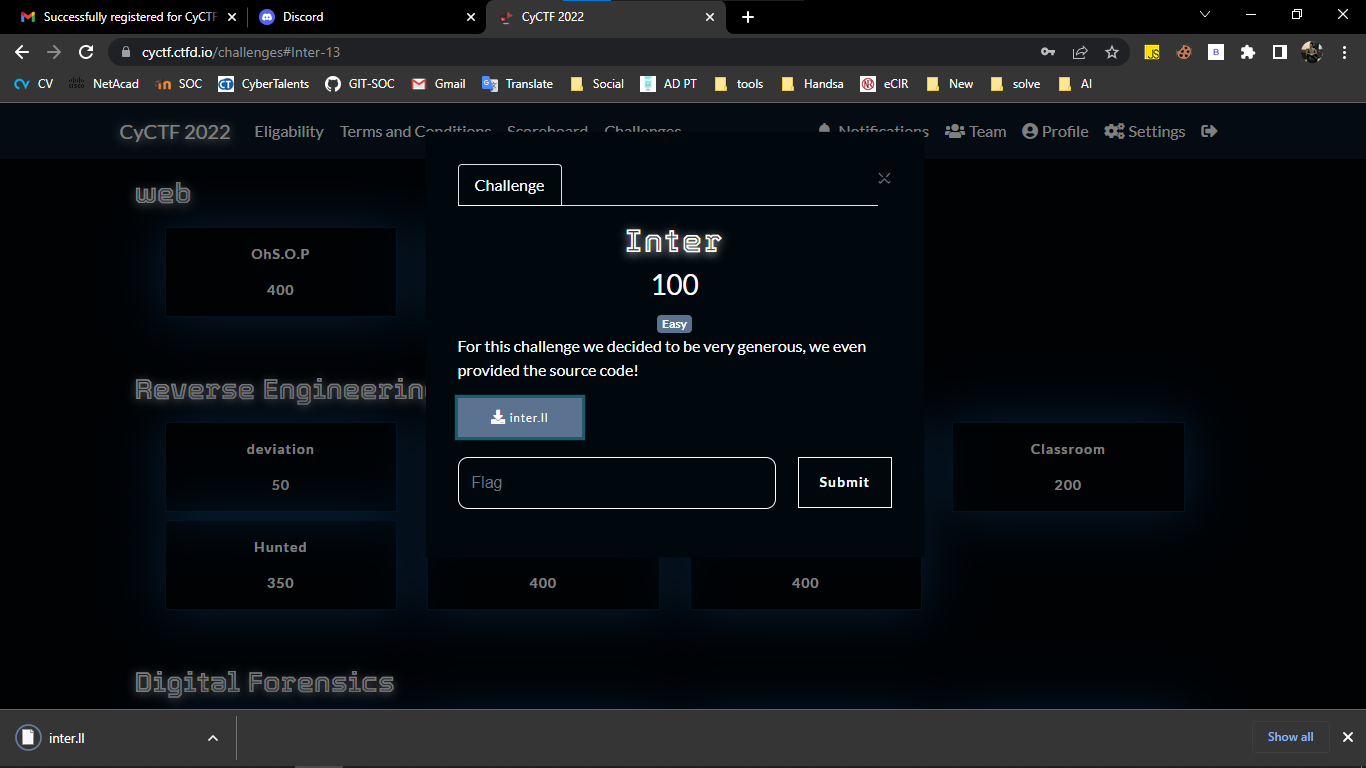 Successfully registered for CyCTF
Discord
CyCTF 2022
cyctf.ctfd.io/challenges#Inter-13
CV NetAcad SOC CyberTalents GIT-SOC Gmail Translate Social AD PT tools Handsa eCIR New solve AI
CyCTF 2022 Eligability Terms and Conditions Scoreboard Challenges Notifications Team Profile Settings
Challenge
web
Inter
OhS.O.P
400
100
Easy
For this challenge we decided to be very generous, we even
provided the source code!
Reverse Engineering
inter.ll
deviation
50
Classroom
200
Flag
Submit
Hunted
350
400
400
Digital Forensics
inter.ll
Show all